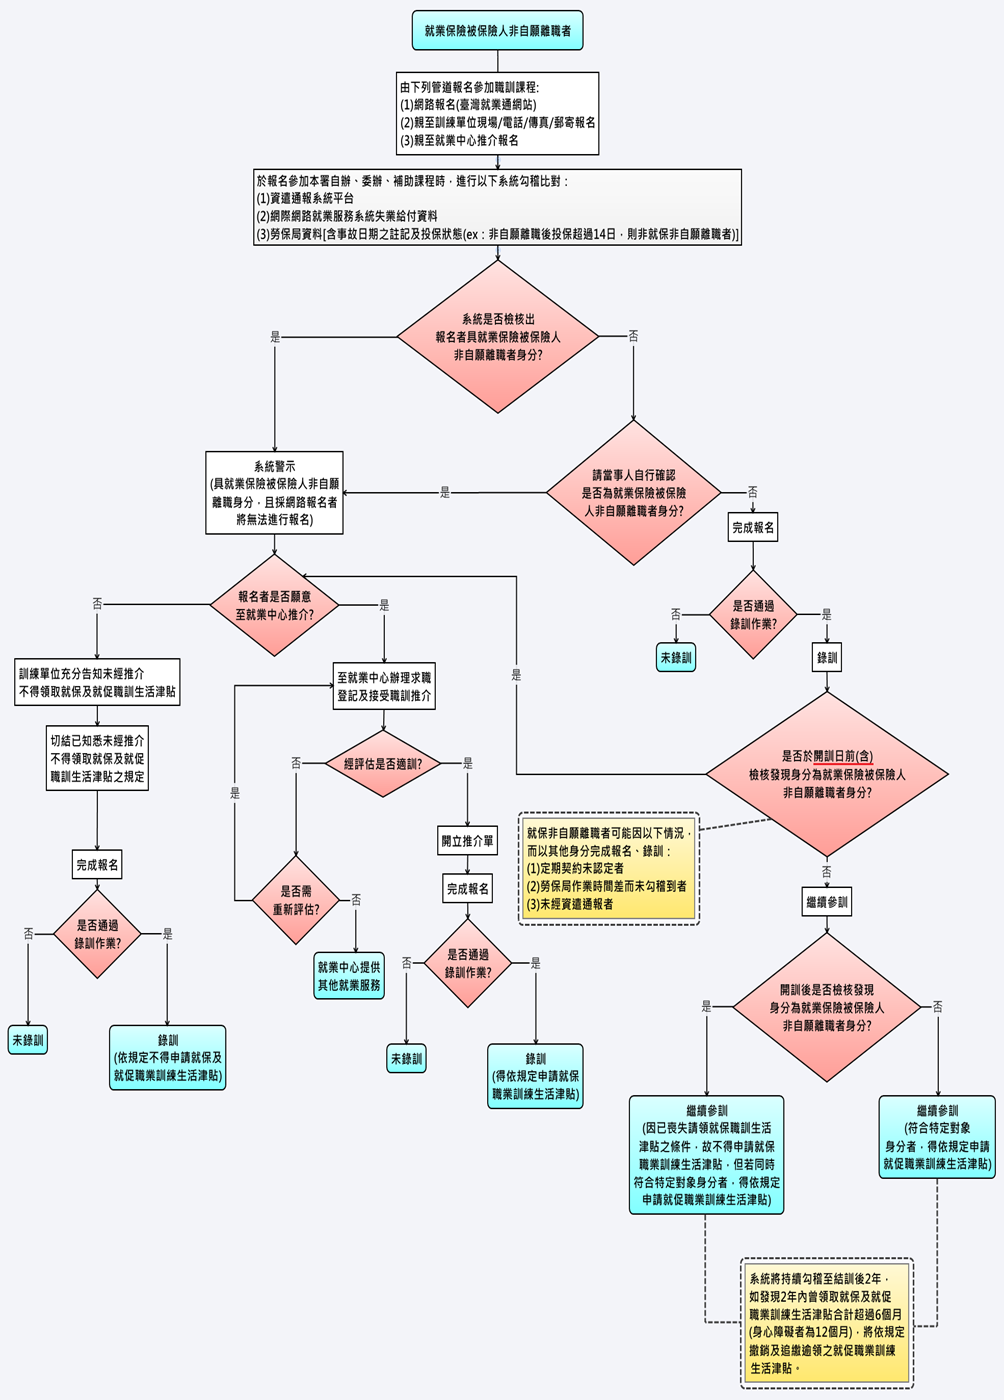 就業保險被保險人非自願離職者
由下列管道報名參加職訓課程:
(1)網路報名(臺灣就業通網站)
(2)親至訓練單位現場/電話/傳真/郵寄報名
(3)親至就業中心推介報名
於報名參加本署自辦、委辦、補助課程時，進行以下系統勾稽比對：
(1)資遣通報系統平台
(2)網際網路就業服務系統失業給付資料
(3)勞保局資料[含事故日期之註記及投保狀態(ex：非自願離職後投保超過14日，則非就保非自願離職者)]
系統是否檢核出
報名者具就業保險被保險人
非自願離職者身分?
是
否
系統警示
(具就業保險被保險人非自願
離職身分，且採網路報名者
將無法進行報名)
請當事人自行確認
是否為就業保險被保險
人非自願離職者身分?
是
否
完成報名
是否通過
錄訓作業?
否
是
未錄訓
錄訓
報名者是否願意
至就業中心推介?
否
是
訓練單位充分告知未經推介
不得領取就保及就促職訓生活津貼
切結已知悉未經推介
不得領取就保及就促
職訓生活津貼之規定
完成報名
是否通過
錄訓作業?
否
是
未錄訓
錄訓
(依規定不得申請就保及
就促職業訓練生活津貼)
至就業中心辦理求職
登記及接受職訓推介
經評估是否適訓?
否
是
是
是否需
重新評估?
否
就業中心提供
其他就業服務
開立推介單
完成報名
是否通過
錄訓作業?
否
是
未錄訓
錄訓
(得依規定申請就保
職業訓練生活津貼)
是
是否於開訓日前(含)
檢核發現身分為就業保險被保險人
非自願離職者身分?
就保非自願離職者可能因以下情況，
而以其他身分完成報名、錄訓：
(1)定期契約未認定者
(2)勞保局作業時間差而未勾稽到者
(3)未經資遣通報者
否
繼續參訓
開訓後是否檢核發現
身分為就業保險被保險人
非自願離職者身分?
是
否
繼續參訓
(因已喪失請領就保職訓生活
津貼之條件，故不得申請就保
職業訓練生活津貼，但若同時
符合特定對象身分者，得依規定
申請就促職業訓練生活津貼)
繼續參訓
(符合特定對象
身分者，得依規定申請
就促職業訓練生活津貼)
系統將持續勾稽至結訓後2年，
如發現2年內曾領取就保及就促
職業訓練生活津貼合計超過6個月
(身心障礙者為12個月)，將依規定
撤銷及追繳逾領之就促職業訓練
生活津貼。